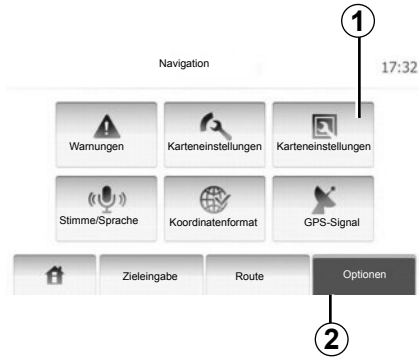 1
Navigation
17:32
Warnungen
Karteneinstellungen
Karteneinstellungen
Stimme/Sprache
Koordinatenformat
GPS-Signal
Zieleingabe
Route
Optionen
2